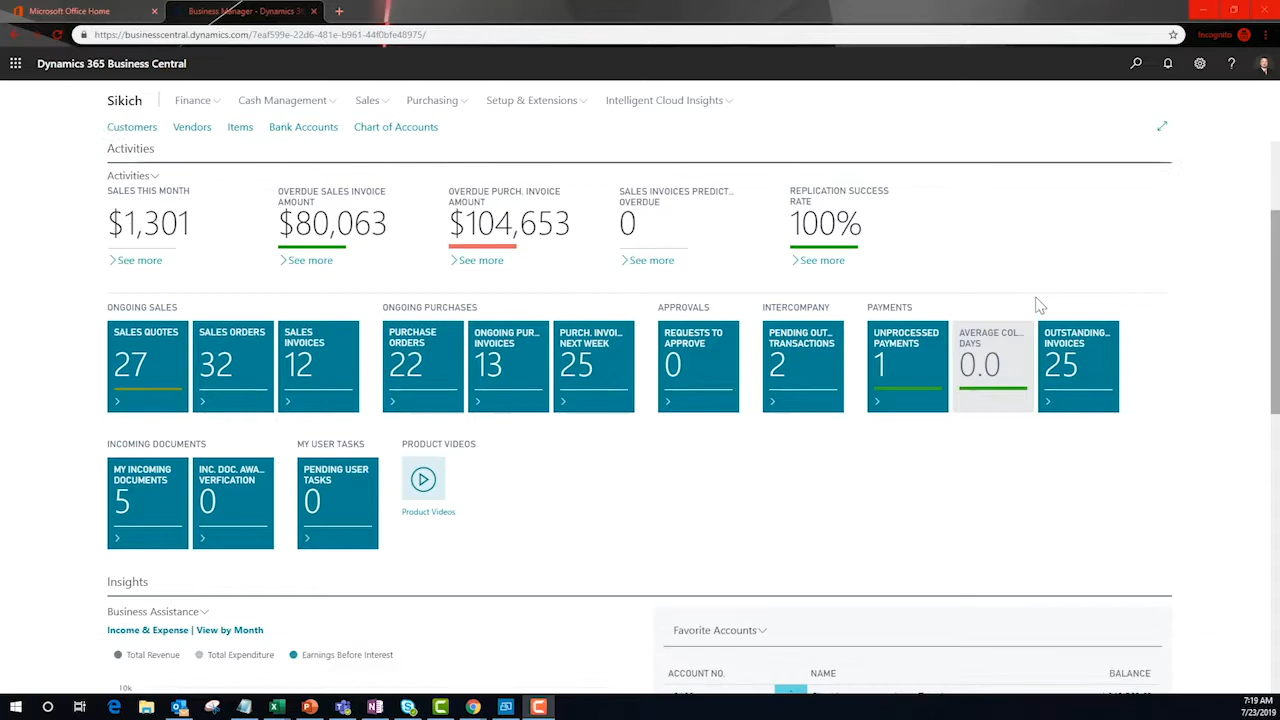 Microsoft Office Home
Business Manager - Dynamics 36
https://businesscentral.dynamics.com/7eaf599e-22d6-481e-b961-44f0bfe48975/
Incognito
Dynamics 365 Business Central
Sikich
Finance
Cash Management
Sales
Purchasing
Setup & Extensions
Intelligent Cloud Insights
Customers
Vendors
Items
Bank Accounts
Chart of Accounts
Activities
Activities
SALES THIS MONTH
$1,301
See more
OVERDUE SALES INVOICE
AMOUNT
$80,063
See more
OVERDUE PURCH. INVOICE
AMOUNT
$104,653
See more
SALES INVOICES PREDICT...
OVERDUE
0
See more
REPLICATION SUCCESS
RATE
100%
See more
ONGOING SALES
SALES QUOTES
27
SALES ORDERS
32
SALES
INVOICES
12
ONGOING PURCHASES
PURCHASE
ORDERS
22
ONGOING PUR...
INVOICES
13
PURCH. INVOI...
NEXT WEEK
25
APPROVALS
REQUESTS TO
APPROVE
0
INTERCOMPANY
PENDING OUT...
TRANSACTIONS
2
PAYMENTS
UNPROCESSED
PAYMENTS
1
AVERAGE COL...
DAYS
0.0
OUTSTANDING...
INVOICES
25
INCOMING DOCUMENTS
MY INCOMING
DOCUMENTS
5
INC. DOC. AWA...
VERFICATION
0
MY USER TASKS
PENDING USER
TASKS
0
PRODUCT VIDEOS
Product Videos
Insights
Business Assistance
Income & Expense | View by Month
Total Revenue
Total Expenditure
Earnings Before Interest
10k
Favorite Accounts
ACCOUNT NO.
NAME
BALANCE
7:19 AM
7/23/2019